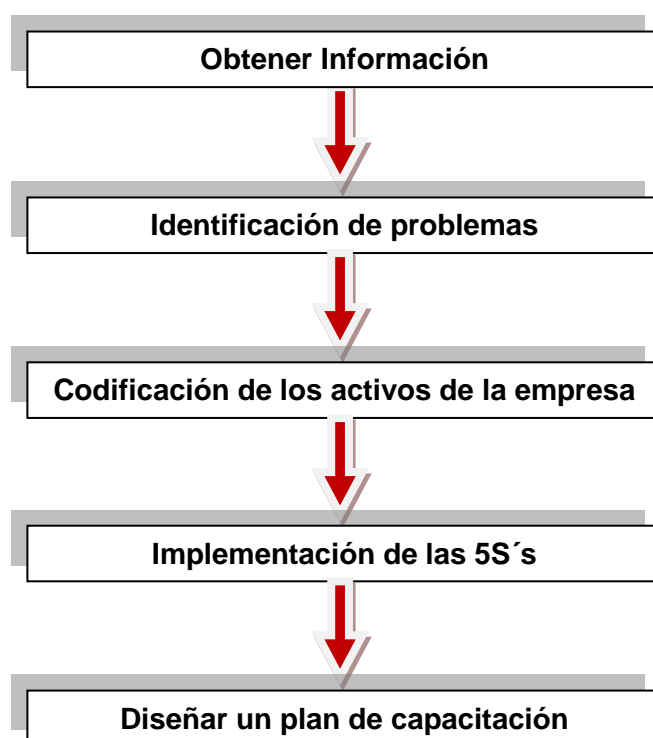 Obtener Información
Identificación de problemas
Codificación de los activos de la empresa
Implementación de las 5S´s
Diseñar un plan de capacitación